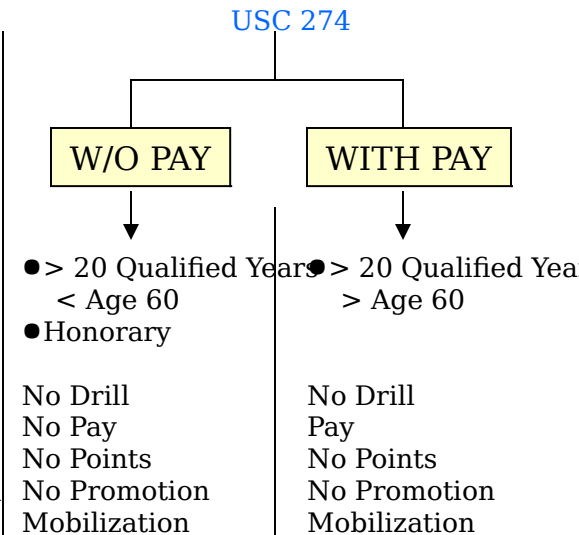 USC 274
W/O PAY
WITH PAY
●> 20 Qualified Years
< Age 60
●Honorary
No Drill
No Pay
No Points
No Promotion
Mobilization
●> 20 Qualified Yea
> Age 60
No Drill
Pay
No Points
No Promotion
Mobilization